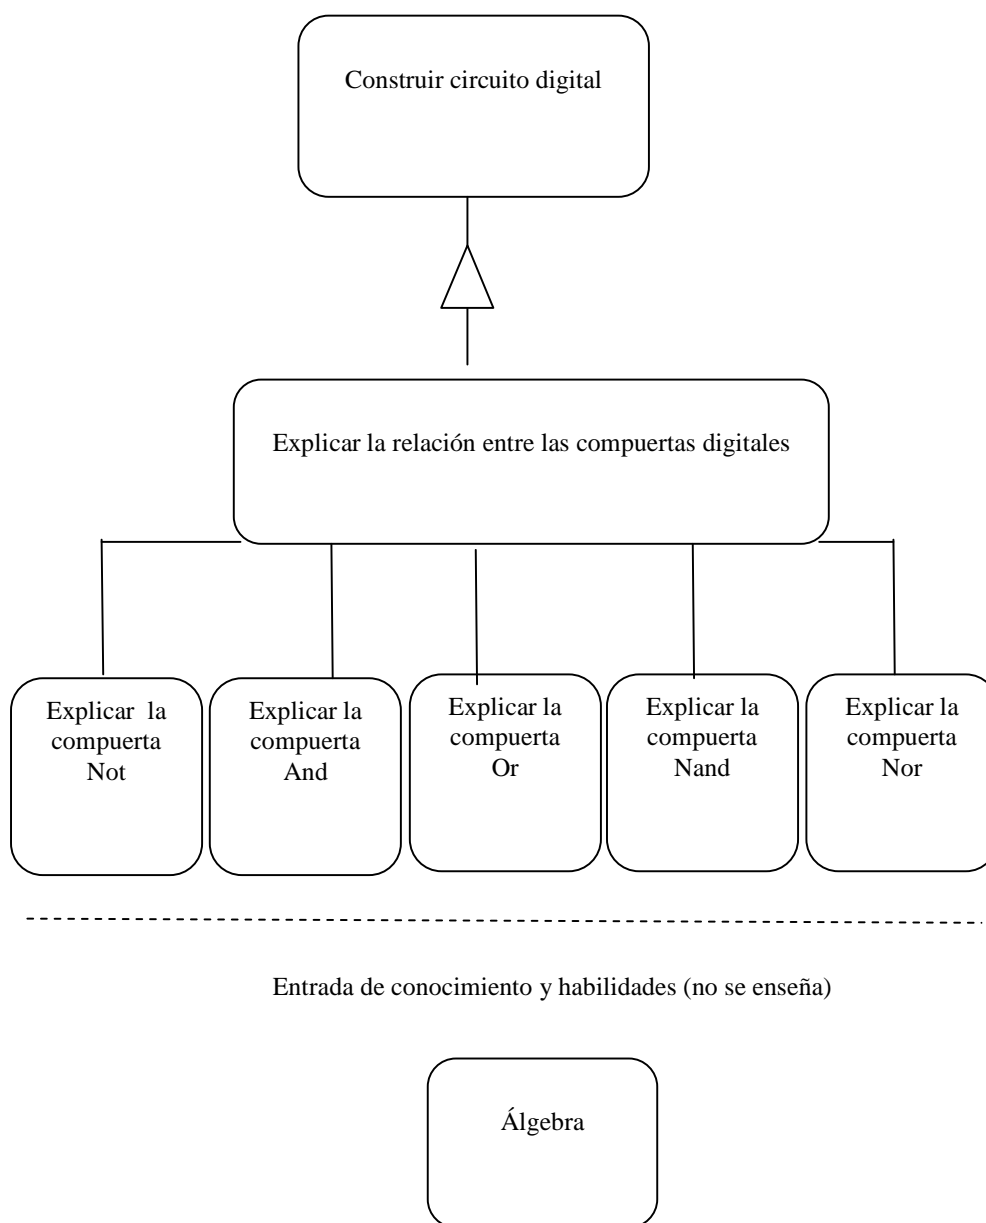 Construir circuito digital
Explicar la relación entre las compuertas digitales
Explicar la
compuerta
Not
Explicar la
compuerta
And
Explicar la
compuerta
Or
Explicar la
compuerta
Nand
Explicar la
compuerta
Nor
Entrada de conocimiento y habilidades (no se enseña)
Álgebra